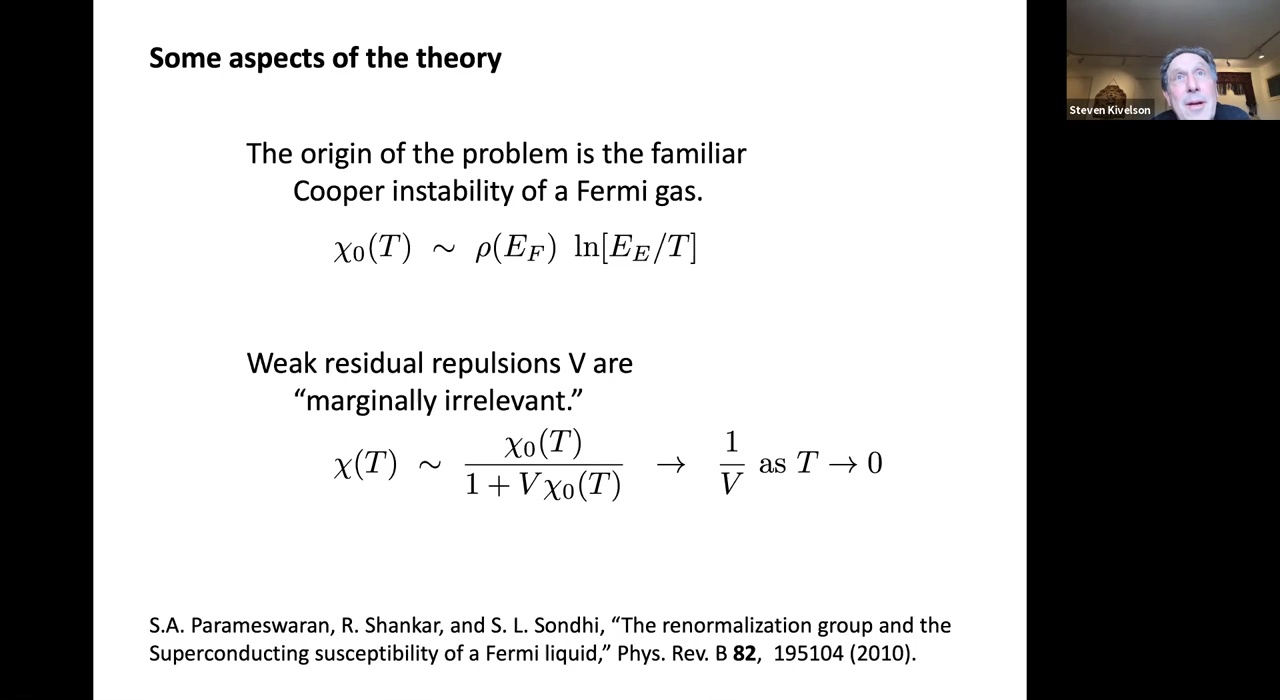 Some aspects of the theory
Steven Kivelson
The origin of the problem is the familiar
Cooper instability of a Fermi gas.
χ₀(T) ∼ ρ(E_F) ln[E_E/T]
Weak residual repulsions V are
“marginally irrelevant.”
χ(T) ∼ χ₀(T) / (1 + Vχ₀(T)) → 1/V as T → 0
S.A. Parameswaran, R. Shankar, and S. L. Sondhi, “The renormalization group and the
Superconducting susceptibility of a Fermi liquid,” Phys. Rev. B 82, 195104 (2010).